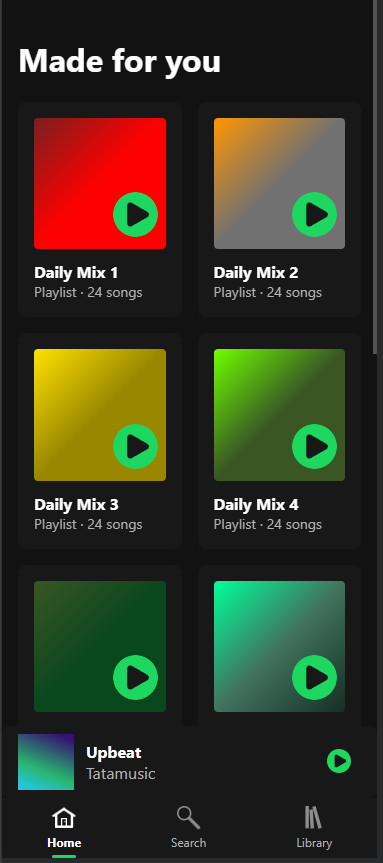 Made for you
Daily Mix 1
Playlist · 24 songs
Daily Mix 2
Playlist · 24 songs
Daily Mix 3
Playlist · 24 songs
Daily Mix 4
Playlist · 24 songs
Upbeat
Tatamusic
Home
Search
Library